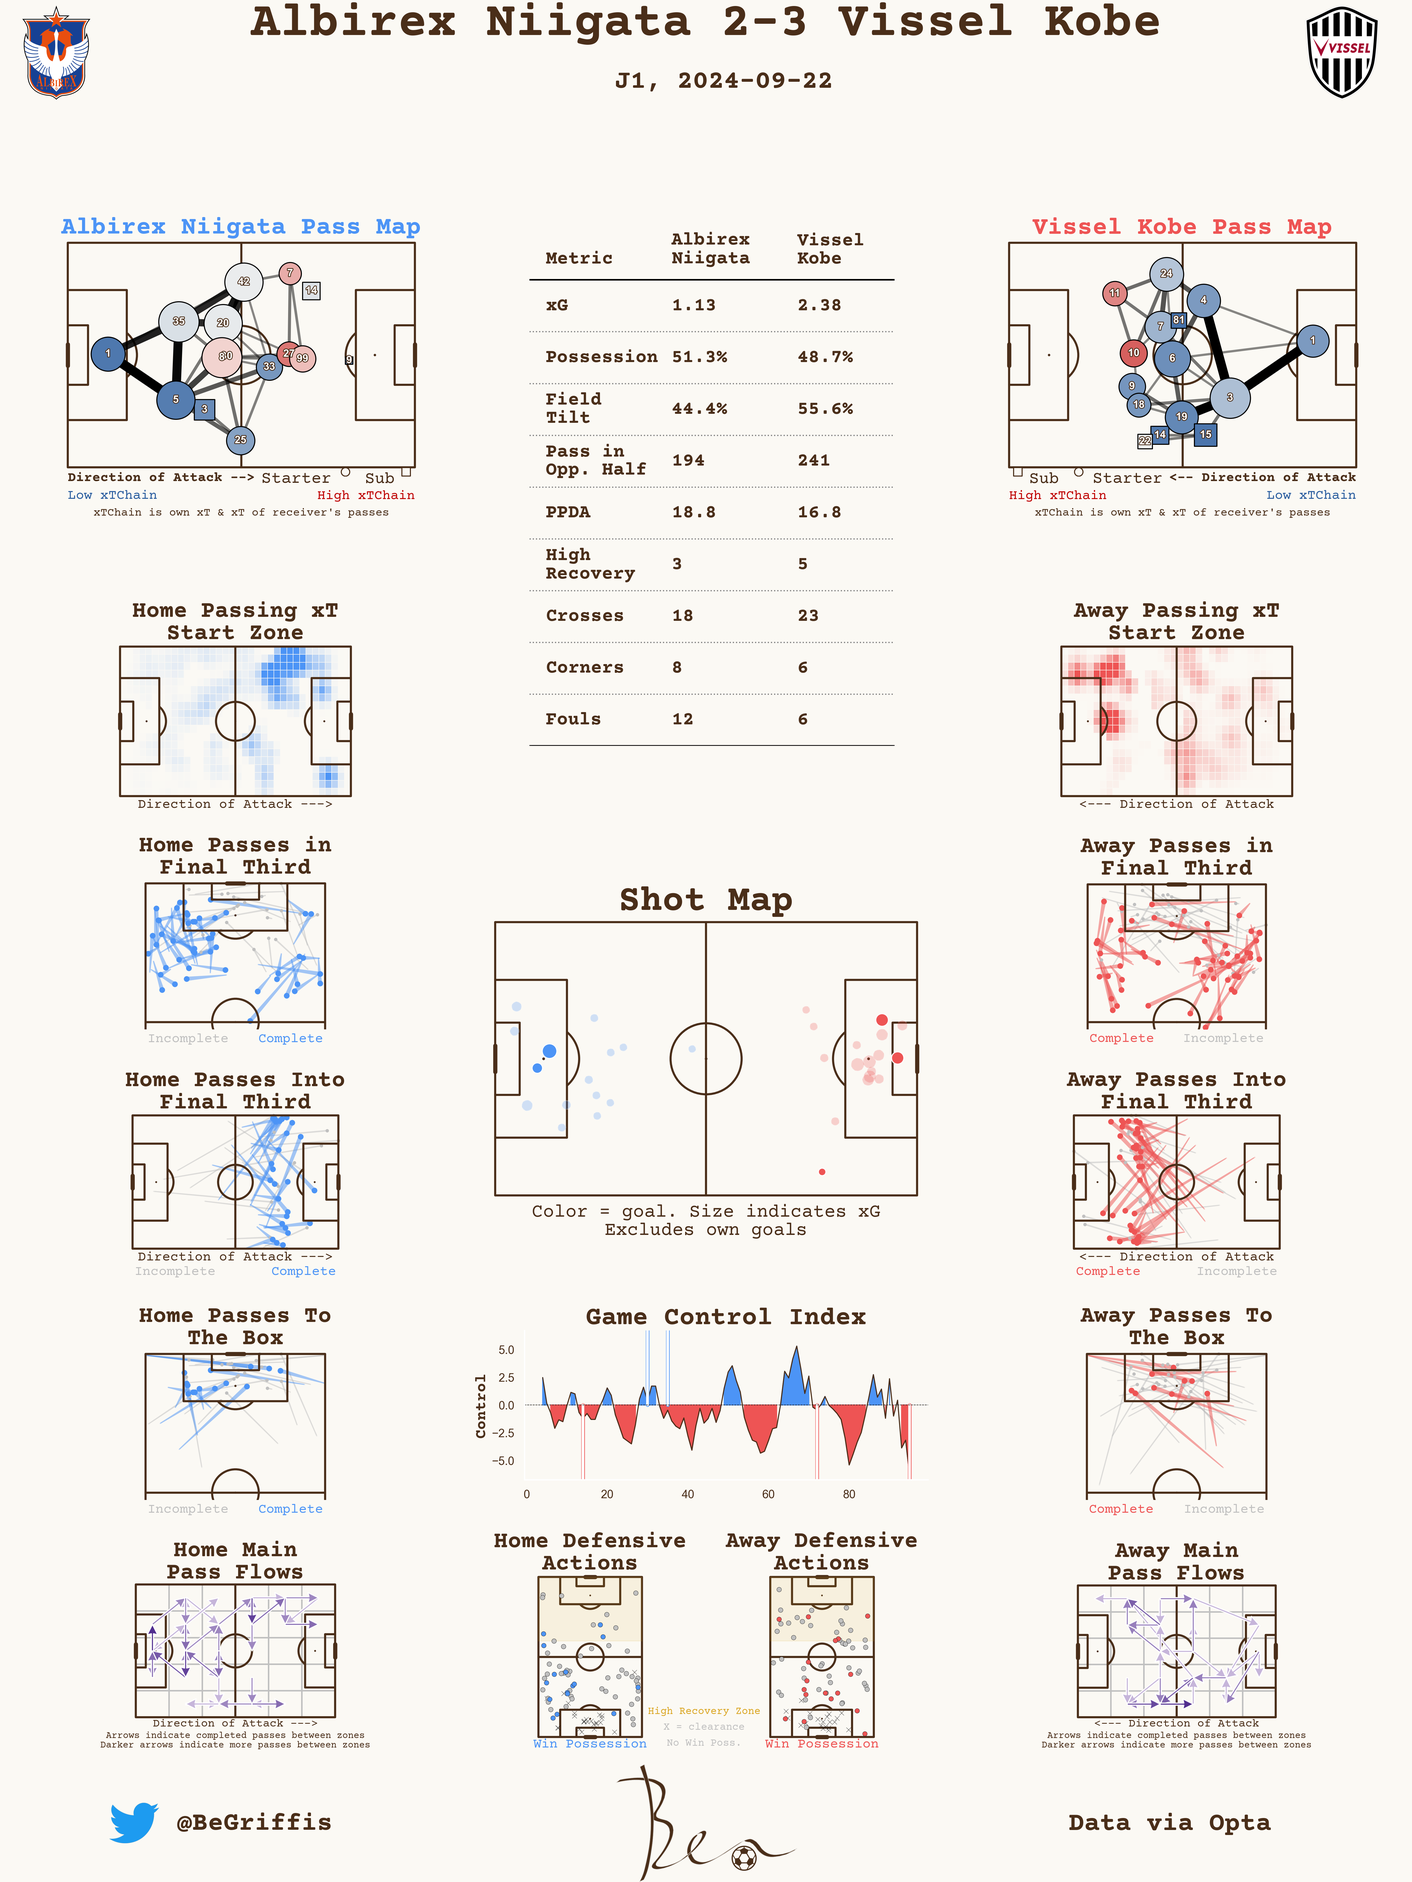 Albirex Niigata 2-3 Vissel Kobe
J1, 2024-09-22
ALBIREX
VISSEL
Albirex Niigata Pass Map
42
7
14
35
20
1
80
27
99
9
33
5
3
25
Direction of Attack --> Starter Sub
Low xTChain High xTChain
xTChain is own xT & xT of receiver's passes
Metric Albirex Niigata Vissel Kobe
xG 1.13 2.38
Possession 51.3% 48.7%
Field Tilt 44.4% 55.6%
Pass in Opp. Half 194 241
PPDA 18.8 16.8
High Recovery 3 5
Crosses 18 23
Corners 8 6
Fouls 12 6
Vissel Kobe Pass Map
24
11
4
7
81
1
10
6
9
18
3
19
22
14
15
Sub Starter <-- Direction of Attack
High xTChain Low xTChain
xTChain is own xT & xT of receiver's passes
Home Passing xT
Start Zone
Direction of Attack --->
Away Passing xT
Start Zone
<--- Direction of Attack
Home Passes in
Final Third
Incomplete Complete
Shot Map
Color = goal. Size indicates xG
Excludes own goals
Away Passes in
Final Third
Complete Incomplete
Home Passes Into
Final Third
Direction of Attack --->
Incomplete Complete
Away Passes Into
Final Third
<--- Direction of Attack
Complete Incomplete
Home Passes To
The Box
Incomplete Complete
Game Control Index
Control
5.0
2.5
0.0
−2.5
−5.0
0 20 40 60 80
Away Passes To
The Box
Complete Incomplete
Home Main
Pass Flows
Direction of Attack --->
Arrows indicate completed passes between zones
Darker arrows indicate more passes between zones
Home Defensive
Actions
Win Possession
High Recovery Zone
X = clearance
No Win Poss.
Away Defensive
Actions
Win Possession
Away Main
Pass Flows
<--- Direction of Attack
Arrows indicate completed passes between zones
Darker arrows indicate more passes between zones
@BeGriffis
Ben
Data via Opta